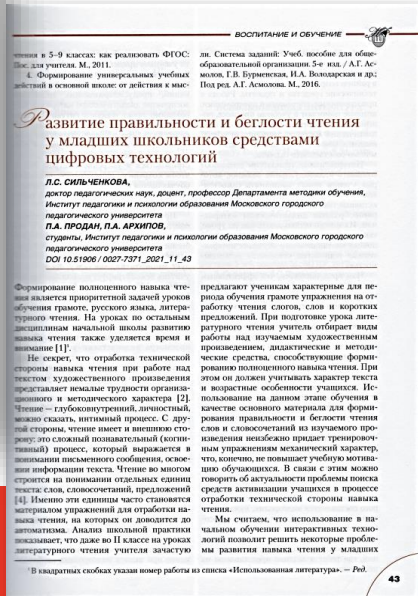 ВОСПИТАНИЕ И ОБУЧЕНИЕ
чтения в 5–9 классах: как реализовать ФГОС:
Пос. для учителя. М., 2011.
4. Формирование универсальных учебных
действий в основной школе: от действия к мыс-
ли. Система заданий: Учеб. пособие для обще-
образовательной организации. 5-е изд. / А.Г. Ас-
молов, Г.В. Бурменская, И.А. Володарская и др.;
Под ред. А.Г. Асмолова. М., 2016.
Развитие правильности и беглости чтения
у младших школьников средствами
цифровых технологий
Л.С. СИЛЬЧЕНКОВА,
доктор педагогических наук, доцент, профессор Департамента методики обучения,
Институт педагогики и психологии образования Московского городского
педагогического университета
П.А. ПРОДАН, П.А. АРХИПОВ,
студенты, Институт педагогики и психологии образования Московского городского
педагогического университета
DOI 10.51906 / 0027-7371_2021_11_43
Формирование полноценного навыка чте-
ния является приоритетной задачей уроков
обучения грамоте, русского языка, литера-
турного чтения. На уроках по остальным
дисциплинам начальной школы развитию
навыка также уделяется время и
внимание [1]¹.
Не секрет, что отработка технической
стороны навыка чтения при работе над
текстом художественного произведения
представляет немалые трудности организа-
ционного и методического характера [2].
Чтение — глубоковнутренний, личностный,
можно сказать, интимный процесс. С дру-
гой стороны, чтение имеет и внешнюю сто-
рону: это сложный познавательный (когни-
тивный) процесс, который выражается в
понимании письменного сообщения, освое-
нии информации текста. Чтение во многом
строится на понимании отдельных единиц
текста: слов, словосочетаний, предложений
[4]. Именно эти единицы часто становятся
материалом упражнений для отработки на-
выка чтения, на которых он доводится до
автоматизма. Анализ школьной практики
показывает, что даже во II классе на уроках
литературного чтения учителя зачастую
предлагают ученикам характерные для пе-
риода обучения грамоте упражнения на от-
работку чтения слогов, слов и коротких
предложений. При подготовке урока лите-
ратурного чтения учитель отбирает виды
работы над изучаемым художественным
произведением, дидактические и методи-
ческие средства, способствующие форми-
рованию полноценного навыка чтения. При
этом он должен учитывать характер текста
и возрастные особенности учащихся. Ис-
пользование на данном этапе обучения в
качестве основного материала для форми-
рования правильности и беглости чтения
слов и словосочетаний из изучаемого про-
изведения неизбежно придает тренировоч-
ным упражнениям механический характер,
что, конечно, не повышает учебную мотива-
цию обучающихся. В связи с этим можно
говорить об актуальности проблемы поиска
средств активизации учащихся в процессе
отработки технической стороны навыка
чтения.
Мы считаем, что использование в на-
чальном обучении интерактивных техно-
логий позволит решить некоторые пробле-
мы развития навыка чтения у младших
¹ В квадратных скобках указан номер работы из списка «Использованная литература». — Ред.
43